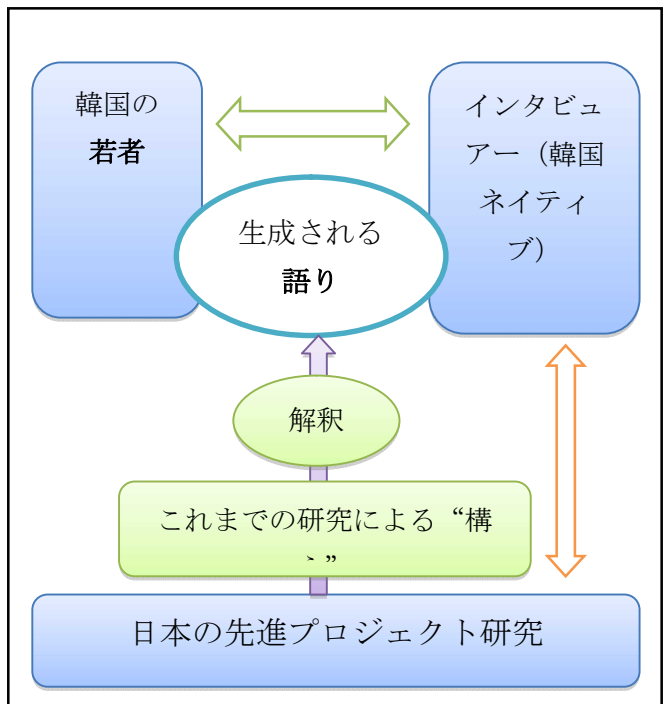 韓国の
若者
インタビュ
アー（韓国
ネイティ
ブ）
生成される
語り
解釈
これまでの研究による“構
”
日本の先進プロジェクト研究